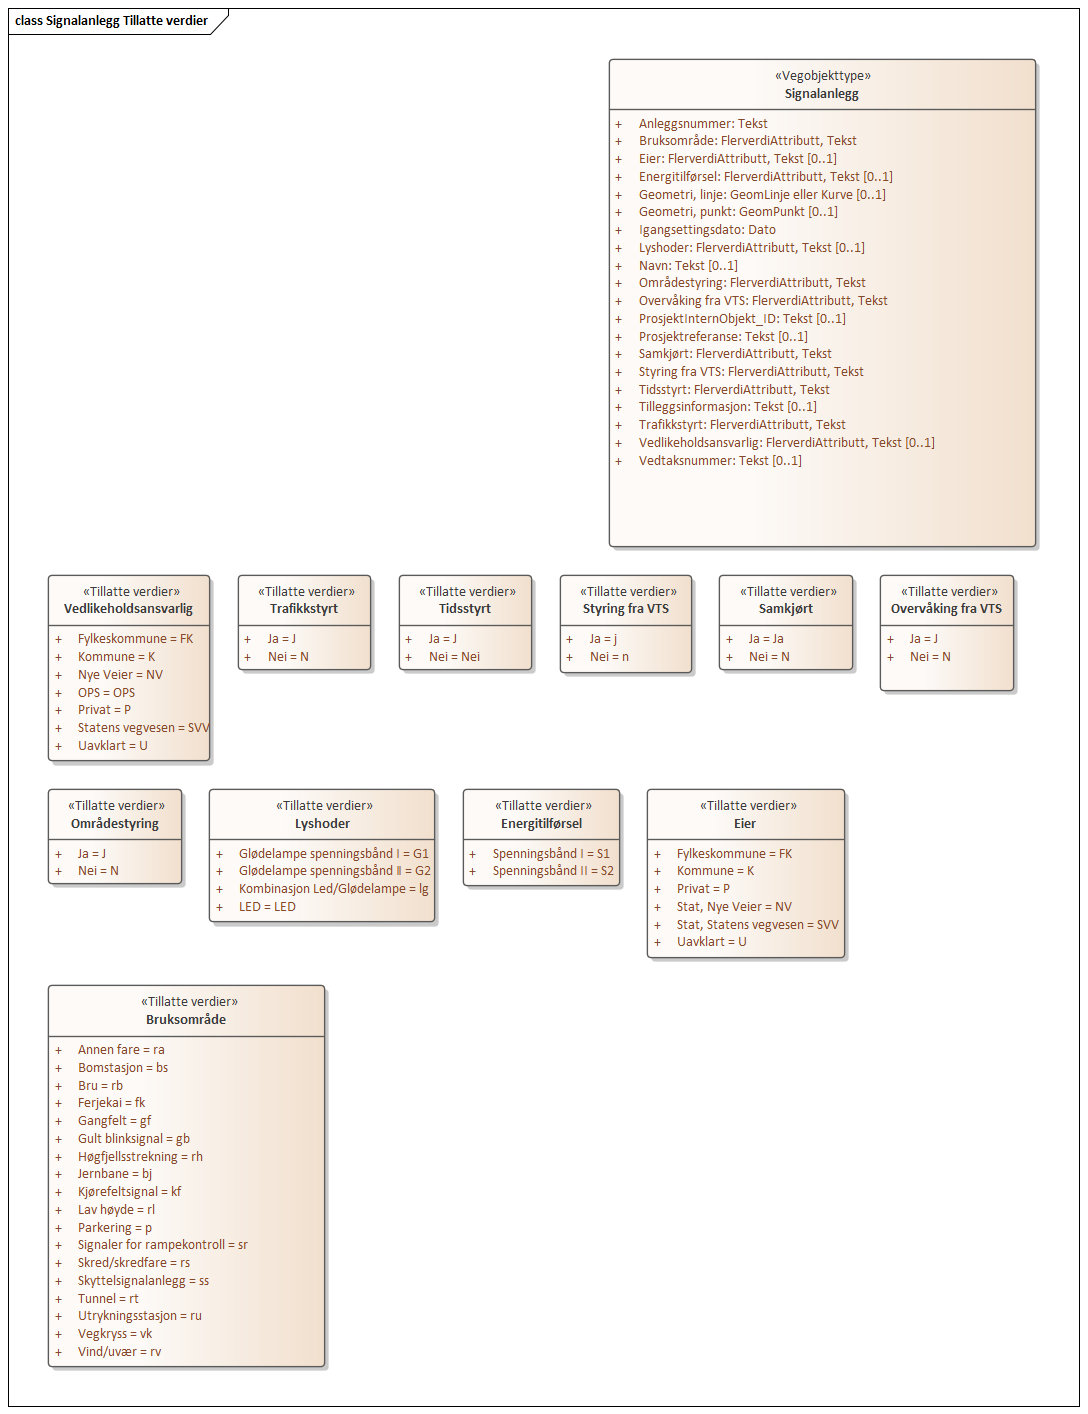 class Signalanlegg Tillatte verdier
«Vegobjekttype»
Signalanlegg
+ Anleggsnummer: Tekst
+ Bruksområde: FlerverdiAttributt, Tekst
+ Eier: FlerverdiAttributt, Tekst [0..1]
+ Energitilførsel: FlerverdiAttributt, Tekst [0..1]
+ Geometri, linje: GeomLinje eller Kurve [0..1]
+ Geometri, punkt: GeomPunkt [0..1]
+ Igangsettingsdato: Dato
+ Lyshoder: FlerverdiAttributt, Tekst [0..1]
+ Navn: Tekst [0..1]
+ Områdestyring: FlerverdiAttributt, Tekst
+ Overvåking fra VTS: FlerverdiAttributt, Tekst
+ ProsjektInternObjekt_ID: Tekst [0..1]
+ Prosjektreferanse: Tekst [0..1]
+ Samkjørt: FlerverdiAttributt, Tekst
+ Styring fra VTS: FlerverdiAttributt, Tekst
+ Tidsstyrt: FlerverdiAttributt, Tekst
+ Tilleggsinformasjon: Tekst [0..1]
+ Trafikkstyrt: FlerverdiAttributt, Tekst
+ Vedlikeholdsansvarlig: FlerverdiAttributt, Tekst [0..1]
+ Vedtaksnummer: Tekst [0..1]
«Tillatte verdier»
Vedlikeholdsansvarlig
+ Fylkeskommune = FK
+ Kommune = K
+ Nye Veier = NV
+ OPS = OPS
+ Privat = P
+ Statens vegvesen = SVV
+ Uavklart = U
«Tillatte verdier»
Trafikkstyrt
+ Ja = J
+ Nei = N
«Tillatte verdier»
Tidsstyrt
+ Ja = J
+ Nei = Nei
«Tillatte verdier»
Styring fra VTS
+ Ja = j
+ Nei = n
«Tillatte verdier»
Samkjørt
+ Ja = Ja
+ Nei = N
«Tillatte verdier»
Overvåking fra VTS
+ Ja = J
+ Nei = N
«Tillatte verdier»
Områdestyring
+ Ja = J
+ Nei = N
«Tillatte verdier»
Lyshoder
+ Glødelampe spenningsbånd I = G1
+ Glødelampe spenningsbånd II = G2
+ Kombinasjon Led/Glødelampe = lg
+ LED = LED
«Tillatte verdier»
Energitilførsel
+ Spenningsbånd I = S1
+ Spenningsbånd II = S2
«Tillatte verdier»
Eier
+ Fylkeskommune = FK
+ Kommune = K
+ Privat = P
+ Stat, Nye Veier = NV
+ Stat, Statens vegvesen = SVV
+ Uavklart = U
«Tillatte verdier»
Bruksområde
+ Annen fare = ra
+ Bomstasjon = bs
+ Bru = rb
+ Ferjekai = fk
+ Gangfelt = gf
+ Gult blinksignal = gb
+ Høgfjellsstrekning = rh
+ Jernbane = bj
+ Kjørefeltsignal = kf
+ Lav høyde = rl
+ Parkering = p
+ Signaler for rampekontroll = sr
+ Skred/skredfare = rs
+ Skyttelsignalanlegg = ss
+ Tunnel = rt
+ Utrykningsstasjon = ru
+ Vegkryss = vk
+ Vind/uvær = rv